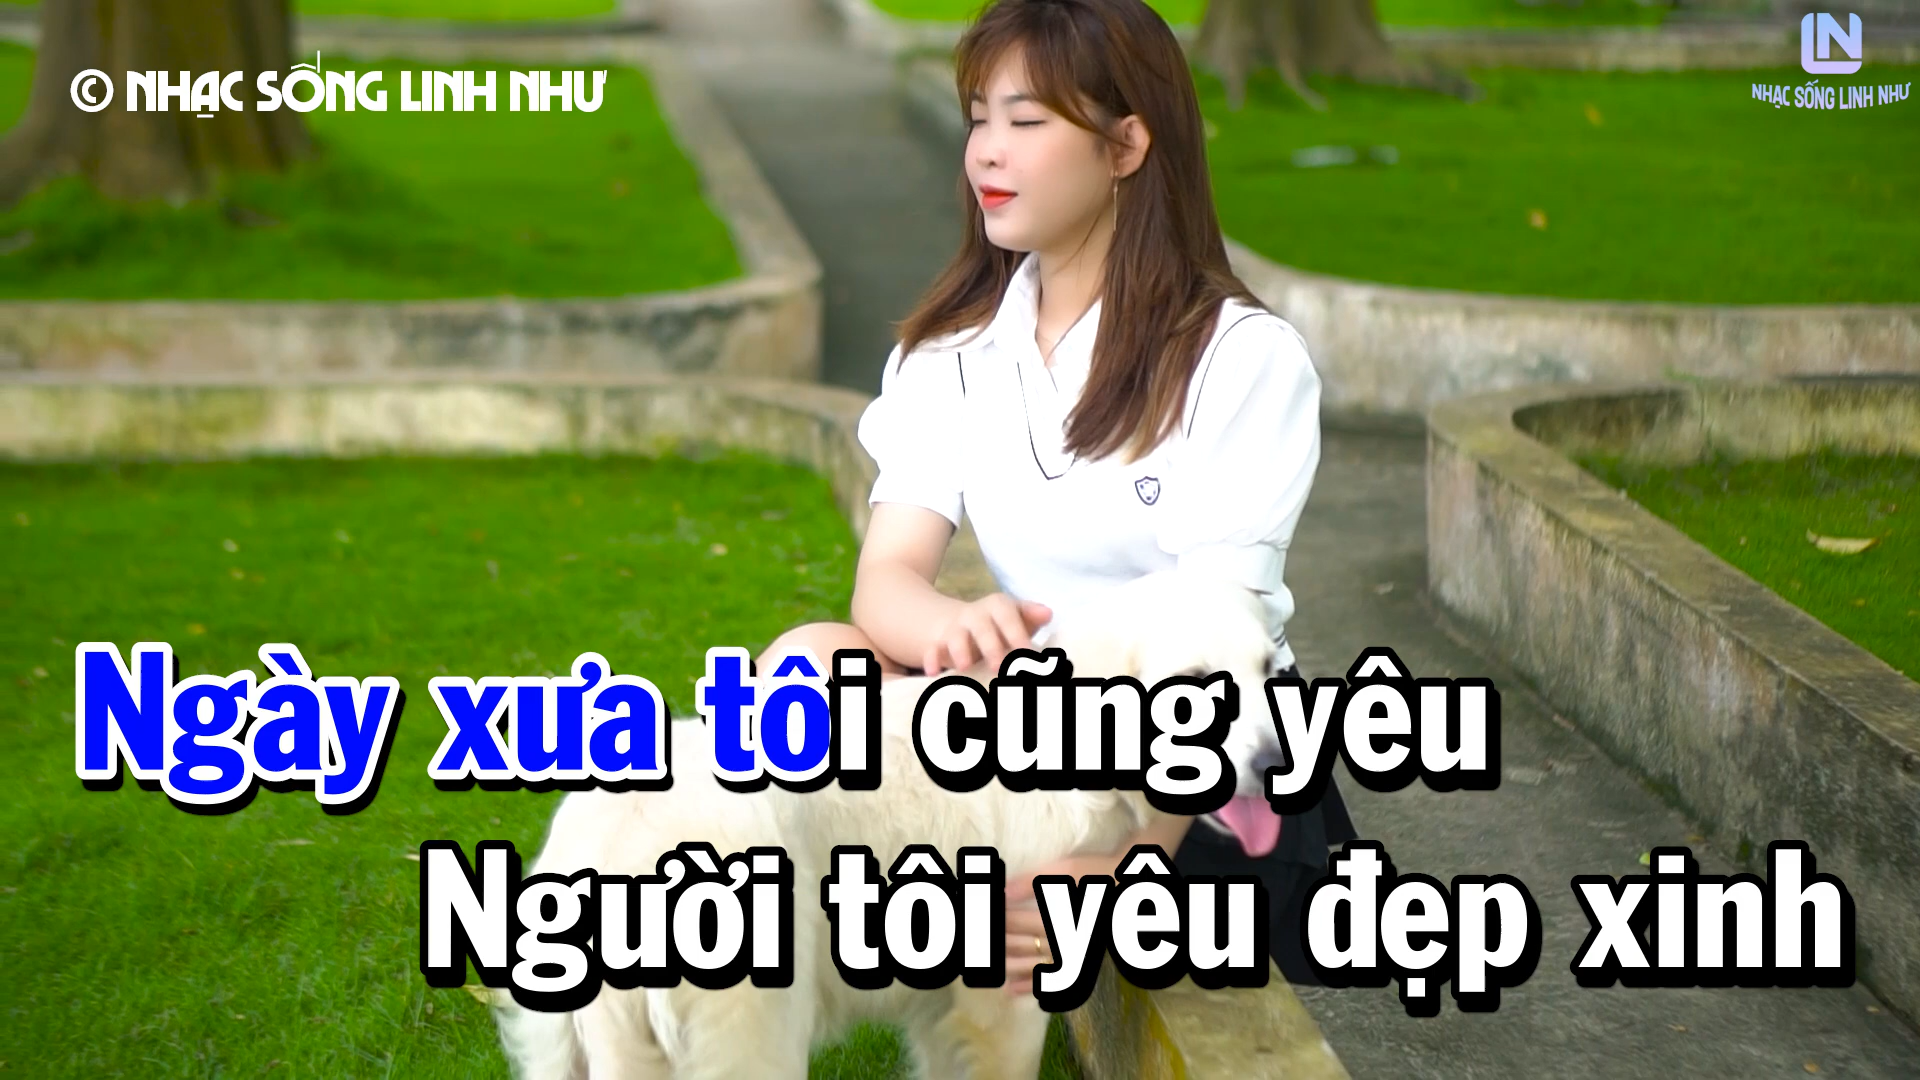 © NHẠC SỐNG LINH NHƯ
LN
NHẠC SỐNG LINH NHƯ
Ngày xưa tôi cũng yêu
Người tôi yêu đẹp xinh